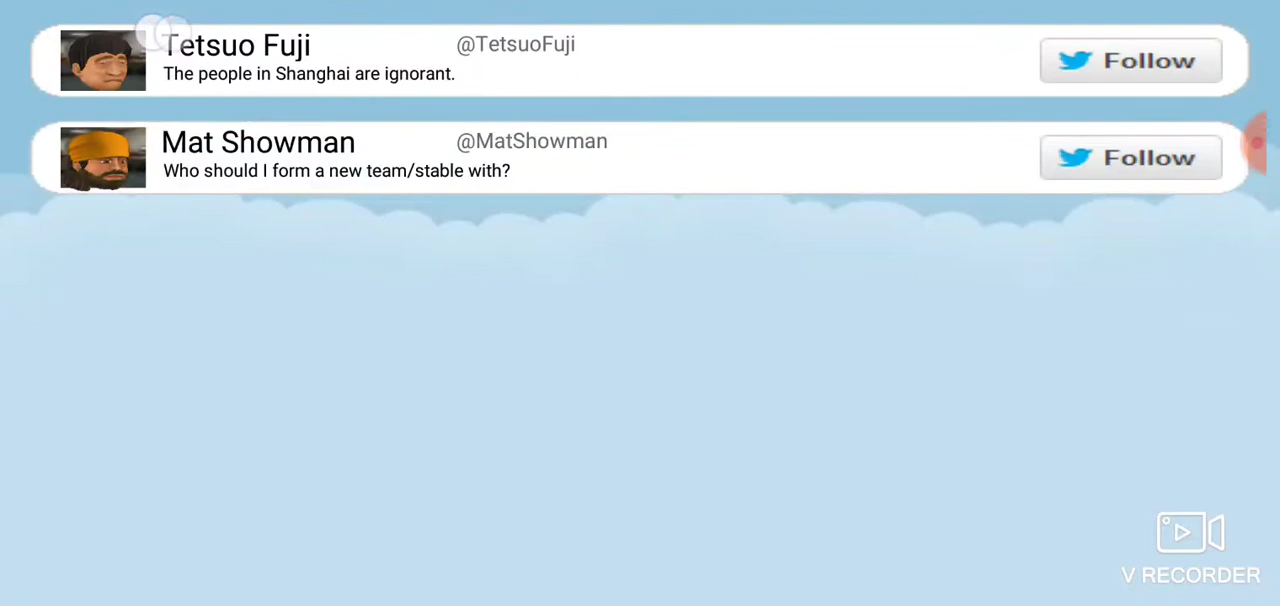 Tetsuo Fuji @TetsuoFuji
The people in Shanghai are ignorant.
Follow
Mat Showman @MatShowman
Who should I form a new team/stable with?
Follow
V RECORDER